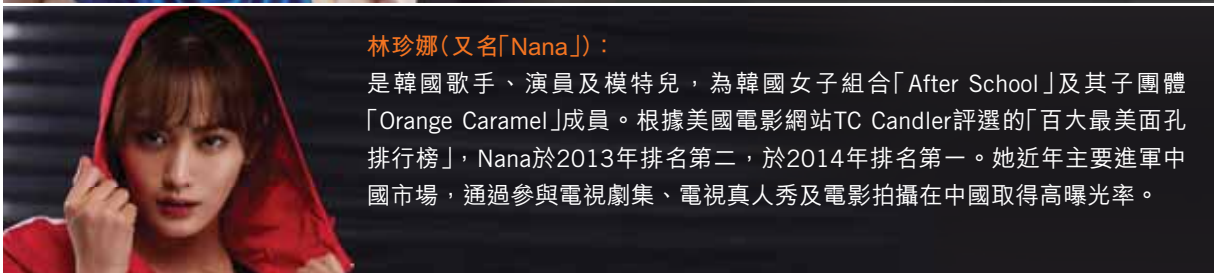 林珍娜(又名「Nana」)：
是韓國歌手、演員及模特兒，為韓國女子組合「After School」及其子團體
「Orange Caramel」成員。根據美國電影網站TC Candler評選的「百大最美面孔
排行榜」，Nana於2013年排名第二，於2014年排名第一。她近年主要進軍中
國市場，通過參與電視劇集、電視真人秀及電影拍攝在中國取得高曝光率。